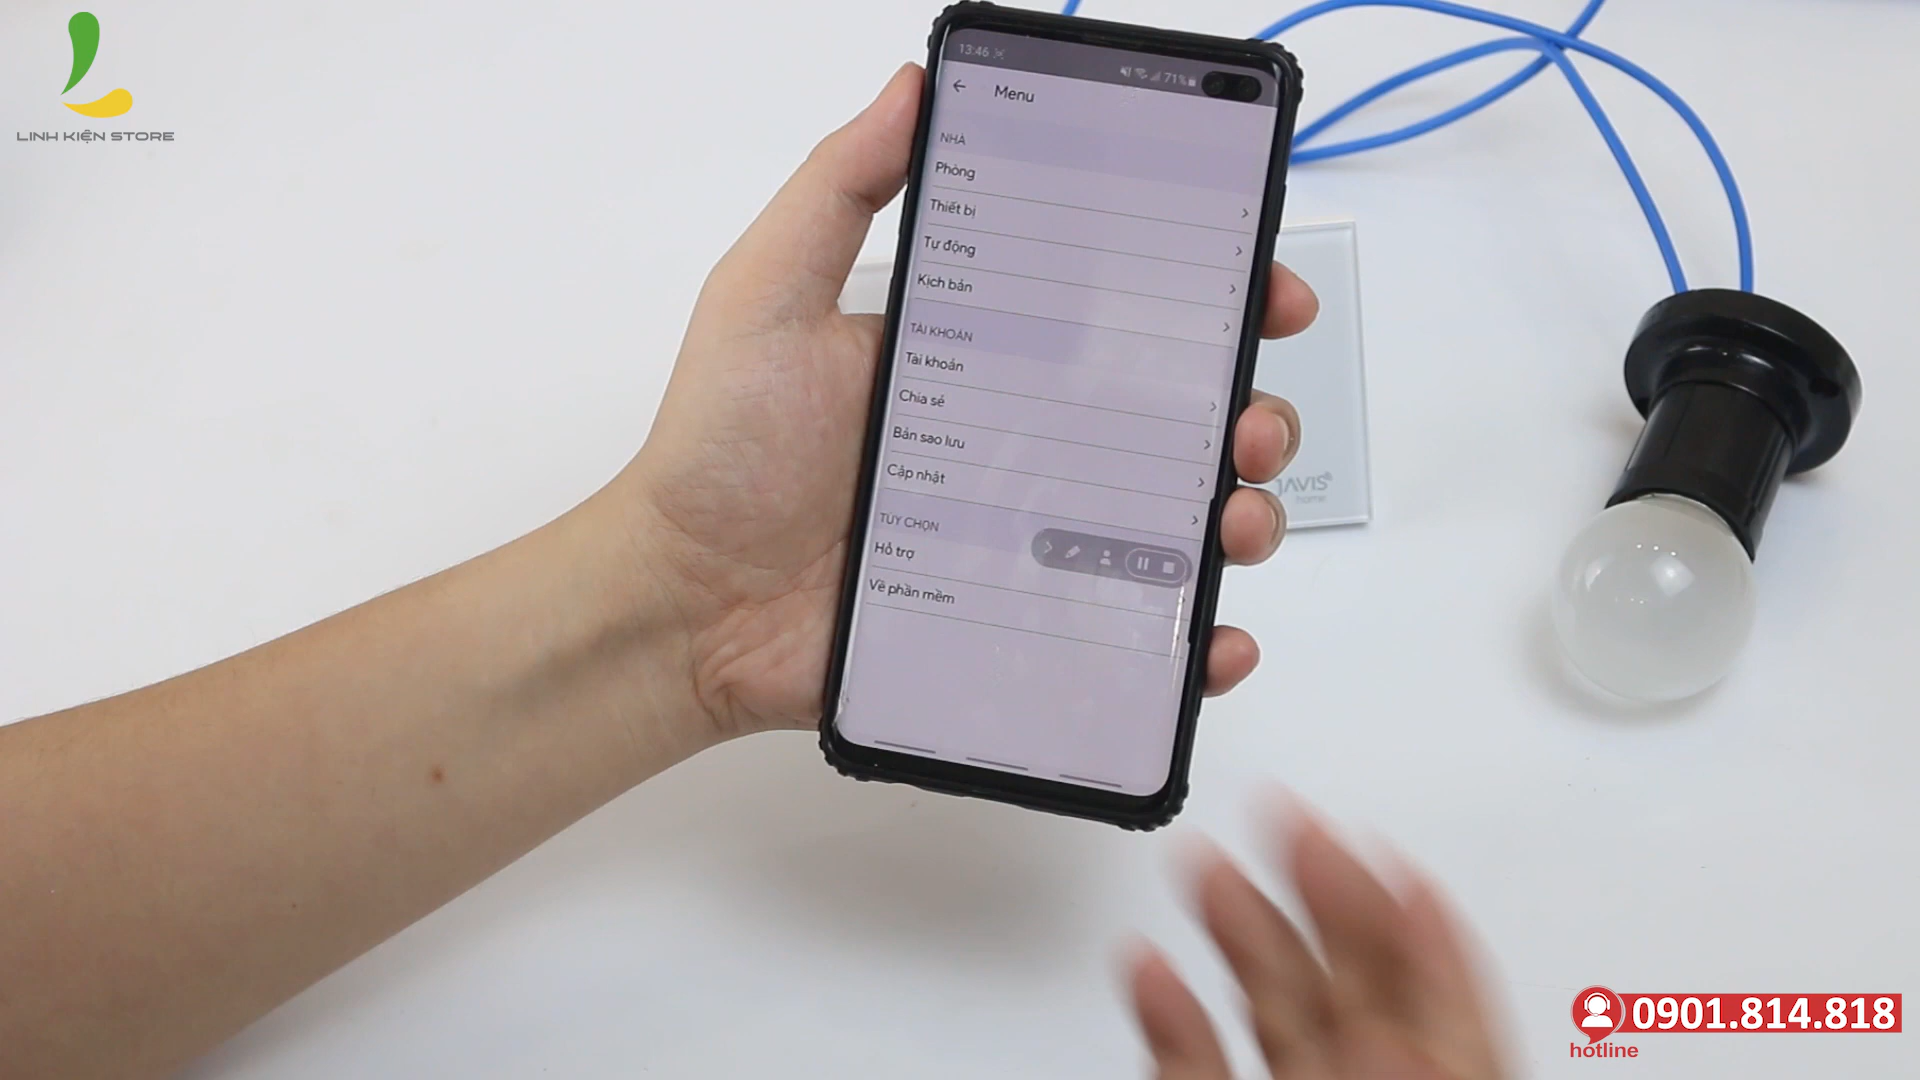 LINH KIỆN STORE
13:46
71%
Menu
NHÀ
Phòng
Thiết bị
Tự động
Kịch bản
TÀI KHOẢN
Tài khoản
Chia sẻ
Bản sao lưu
Cập nhật
TÙY CHỌN
Hỗ trợ
Về phần mềm
JAVIS
home
0901.814.818
hotline